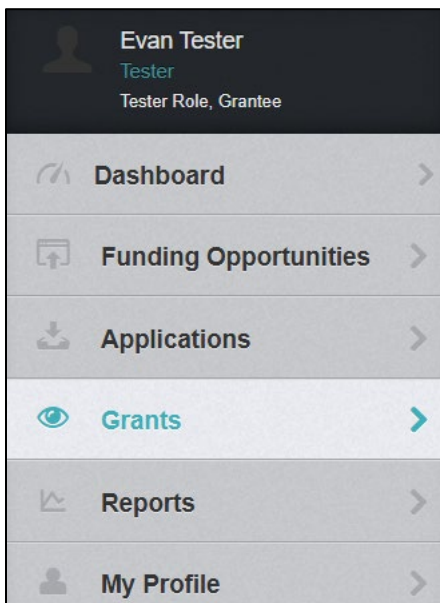 Evan Tester
Tester
Tester Role, Grantee
Dashboard
Funding Opportunities
Applications
Grants
Reports
My Profile